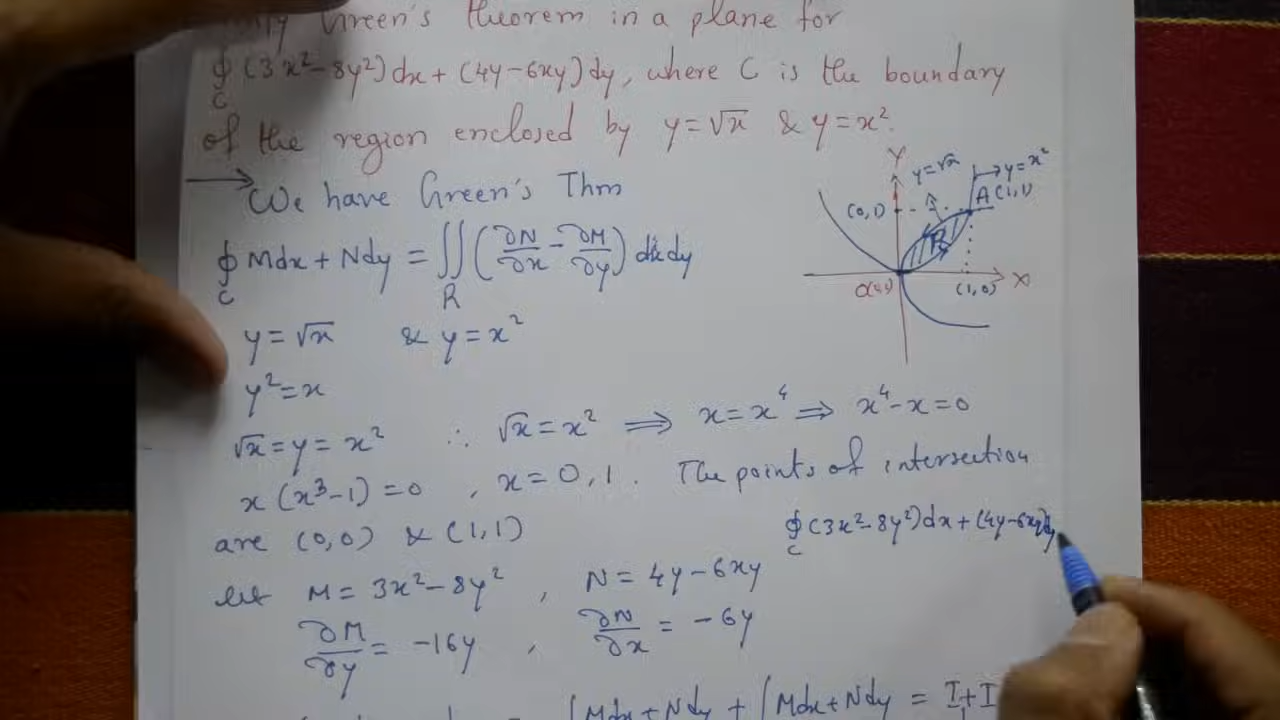 Green's theorem in a plane for
∮_C (3x²-8y²)dx + (4y-6xy)dy, where C is the boundary
of the region enclosed by y=√x & y=x².
We have Green's Thm
∮_C Mdx + Ndy = ∬_R (∂N/∂x - ∂M/∂y) dxdy
Y
y=√x
→y=x²
A(1,1)
(0,1)
R
O(0,0)
(1,0)
X
y=√x & y=x²
y²=x
√x=y=x² ∴ √x=x² ⟹ x=x⁴ ⟹ x⁴-x=0
x(x³-1)=0, x=0,1. The points of intersection
are (0,0) & (1,1)
∮_C (3x²-8y²)dx + (4y-6xy)dy
let M=3x²-8y², N=4y-6xy
∂M/∂y = -16y, ∂N/∂x = -6y
∫Mdx+Ndy + ∫Mdx+Ndy = I₁+I